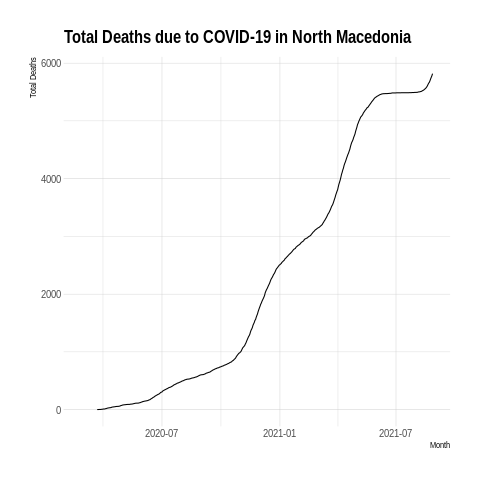 Total Deaths due to COVID-19 in North Macedonia
Total Deaths
6000
4000
2000
0
2020-07
2021-01
2021-07
Month